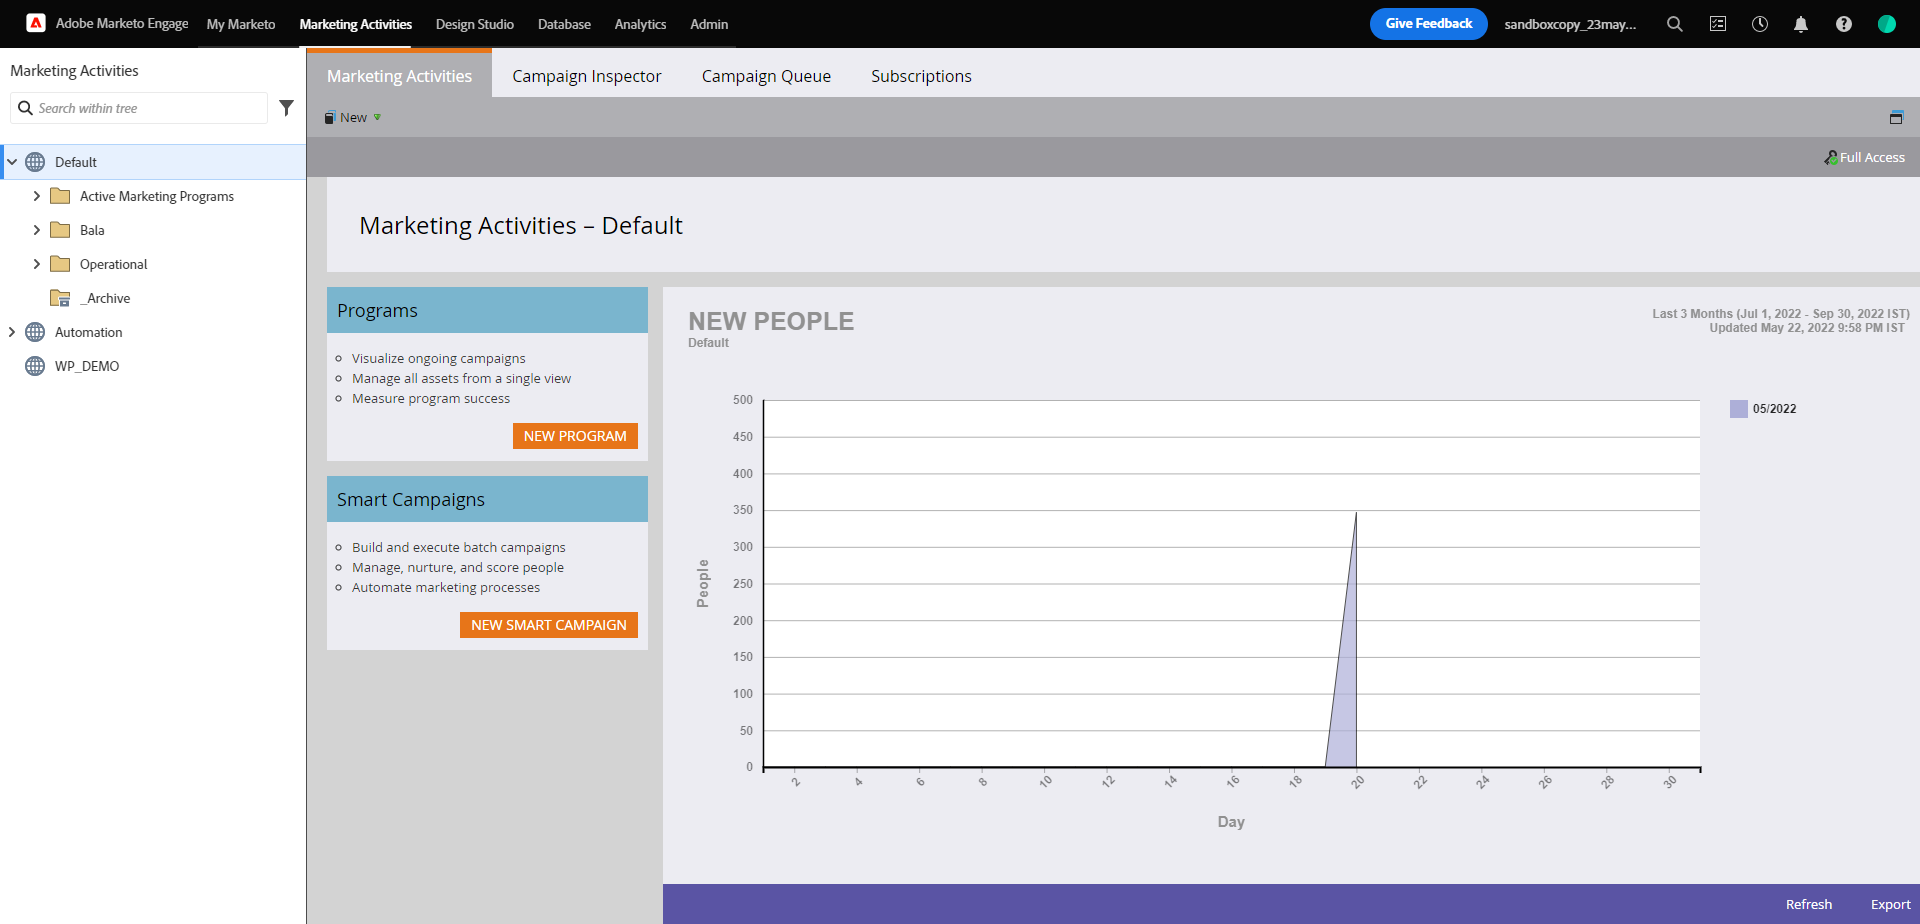 Adobe Marketo Engage My Marketo Marketing Activities Design Studio Database Analytics Admin Give Feedback sandboxcopy_23may...
Marketing Activities
Search within tree
Default
Active Marketing Programs
Bala
Operational
_Archive
Automation
WP_DEMO
Marketing Activities Campaign Inspector Campaign Queue Subscriptions
New
Full Access
Marketing Activities – Default
Programs
Visualize ongoing campaigns
Manage all assets from a single view
Measure program success
NEW PROGRAM
Smart Campaigns
Build and execute batch campaigns
Manage, nurture, and score people
Automate marketing processes
NEW SMART CAMPAIGN
NEW PEOPLE
Default
Last 3 Months (Jul 1, 2022 - Sep 30, 2022 IST)
Updated May 22, 2022 9:58 PM IST
500
450
400
350
300
250
200
150
100
50
0
People
2 4 6 8 10 12 14 16 18 20 22 24 26 28 30
Day
05/2022
Refresh Export